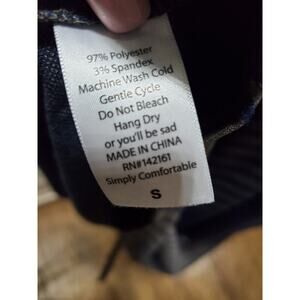 97% Polyester
3% Spandex
Machine Wash Cold
Gentle Cycle
Do Not Bleach
Hang Dry
or you'll be sad
MADE IN CHINA
RN#142161
Simply Comfortable
S